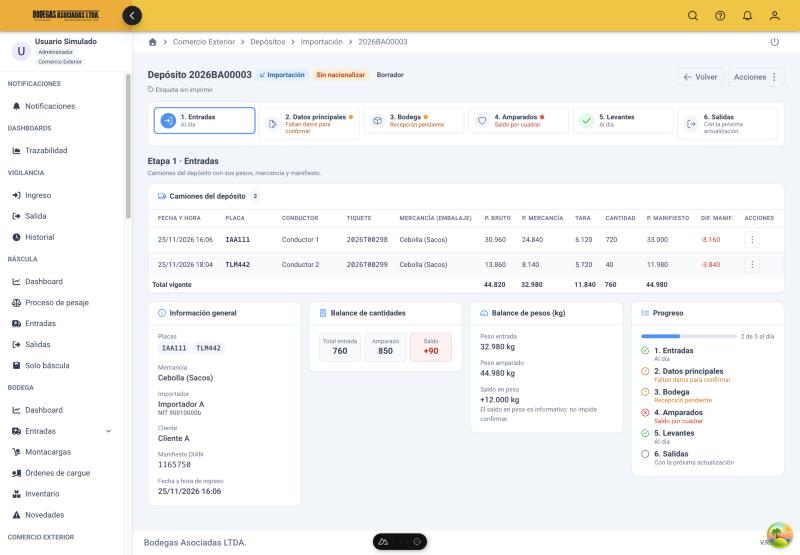 BODEGAS ASOCIADAS LTDA.
U
Usuario Simulado
Administrador
Comercio Exterior
NOTIFICACIONES
Notificaciones
DASHBOARDS
Trazabilidad
VIGILANCIA
Ingreso
Salida
Historial
BÁSCULA
Dashboard
Proceso de pesaje
Entradas
Salidas
Solo báscula
BODEGA
Dashboard
Entradas
Montacargas
Órdenes de cargue
Inventario
Novedades
COMERCIO EXTERIOR
Comercio Exterior > Depósitos > Importación > 2026BA00003
Depósito 2026BA00003 Importación Sin nacionalizar Borrador
Etiqueta sin imprimir
Volver
Acciones
1. Entradas
Al día
2. Datos principales
Faltan datos para confirmar
3. Bodega
Recepción pendiente
4. Amparados
Saldo por cuadrar
5. Levantes
Al día
6. Salidas
Con la próxima actualización
Etapa 1 · Entradas
Camiones del depósito con sus pesos, mercancía y manifiesto.
Camiones del depósito 2
FECHA Y HORA PLACA CONDUCTOR TIQUETE MERCANCÍA (EMBALAJE) P. BRUTO P. MERCANCÍA TARA CANTIDAD P. MANIFIESTO DIF. MANIF. ACCIONES
25/11/2026 16:06 IAA111 Conductor 1 2026T00298 Cebolla (Sacos) 30.960 24.840 6.120 720 33.000 -8.160
25/11/2026 18:04 TLM442 Conductor 2 2026T00299 Cebolla (Sacos) 13.860 8.140 5.720 40 11.980 -3.840
Total vigente 44.820 32.980 11.840 760 44.980
Información general
Placas
IAA111 TLM442
Mercancía
Cebolla (Sacos)
Importador
Importador A
NIT 90010000b
Cliente
Cliente A
Manifiesto DIAN
1165750
Fecha y hora de ingreso
25/11/2026 16:06
Balance de cantidades
Total entrada
760
Amparado
850
Saldo
+90
Balance de pesos (kg)
Peso entrada
32.980 kg
Peso amparado
44.980 kg
Saldo en peso
+12.000 kg
El saldo en peso es informativo: no impide
confirmar.
Progreso
2 de 5 al día
1. Entradas
Al día
2. Datos principales
Faltan datos para confirmar
3. Bodega
Recepción pendiente
4. Amparados
Saldo por cuadrar
5. Levantes
Al día
6. Salidas
Con la próxima actualización
Bodegas Asociadas LTDA.